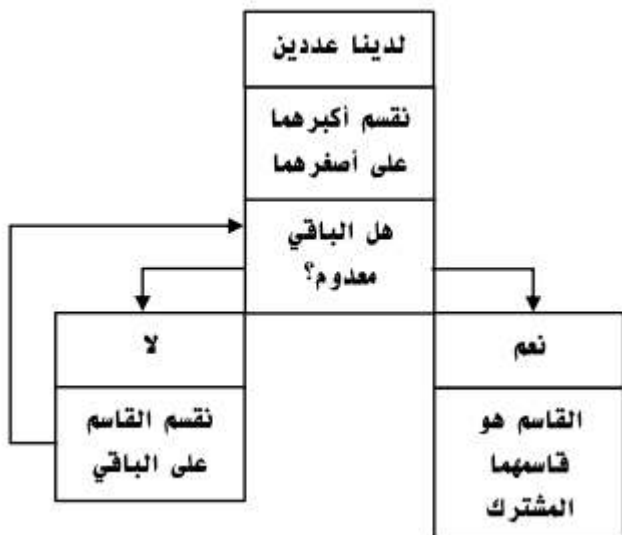 لدينا عددين
نقسم أكبرهما
على أصغرهما
هل الباقي
معدوم؟
نعم
القاسم هو
قاسمهما
المشترك
لا
نقسم القاسم
على الباقي